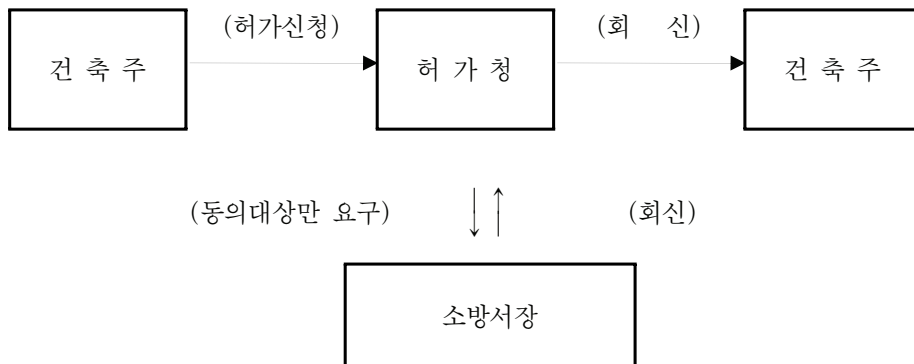 (허가신청) (회 신)
건 축 주 허 가 청 건 축 주
(동의대상만 요구) (회신)
소방서장